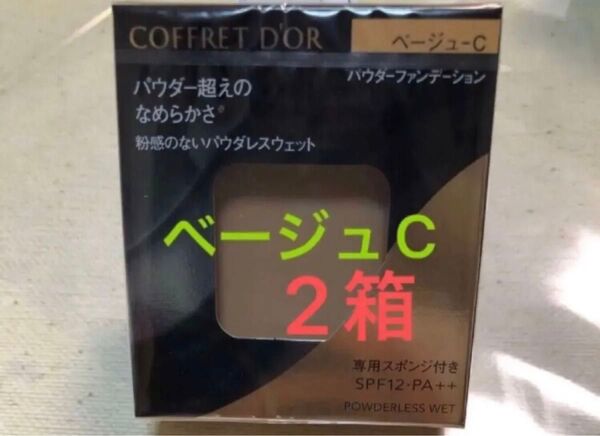 COFFRET D'OR
ベージュ-C
パウダーファンデーション
パウダー超えの
なめらかさ※
粉感のないパウダレスウェット
ベージュC
2箱
専用スポンジ付き
SPF12・PA++
POWDERLESS WET